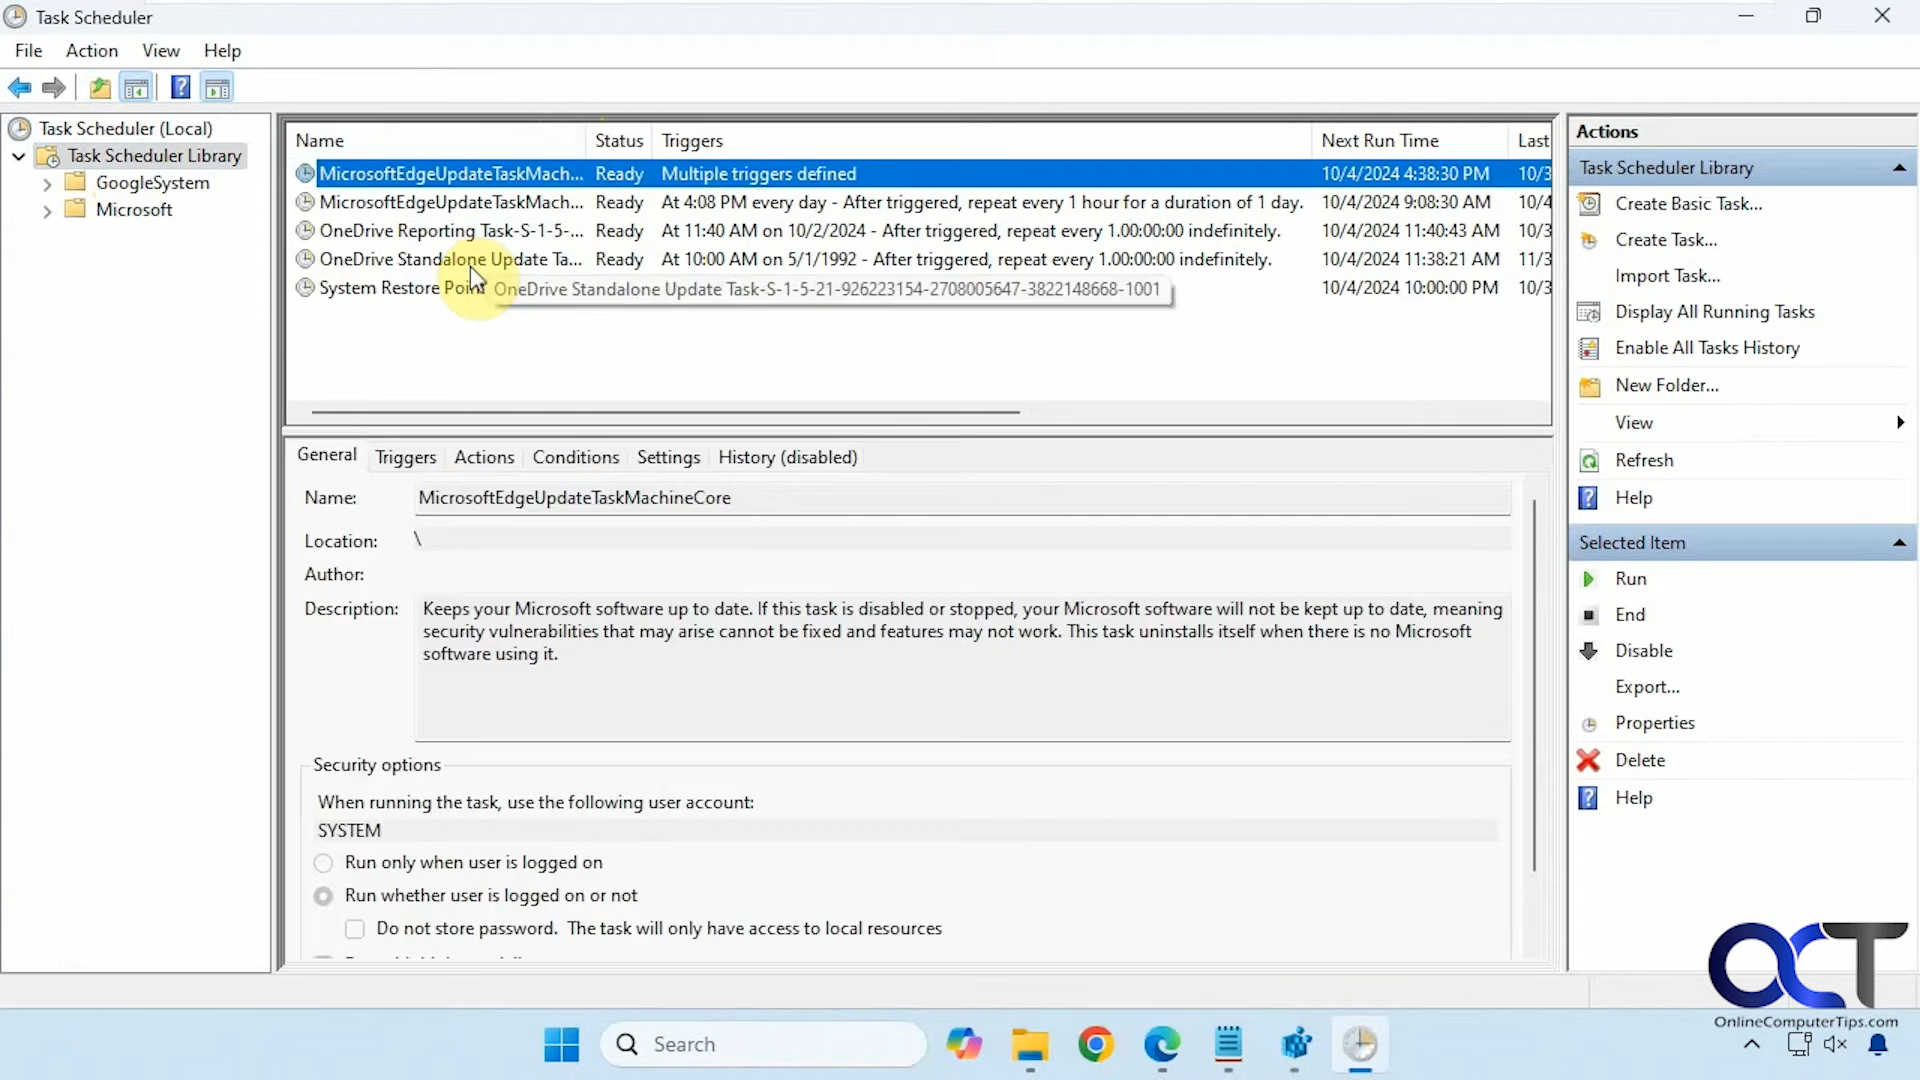 Task Scheduler
File Action View Help
Task Scheduler (Local)
Task Scheduler Library
GoogleSystem
Microsoft
Name Status Triggers Next Run Time Last
MicrosoftEdgeUpdateTaskMach... Ready Multiple triggers defined 10/4/2024 4:38:30 PM 10/3
MicrosoftEdgeUpdateTaskMach... Ready At 4:08 PM every day - After triggered, repeat every 1 hour for a duration of 1 day. 10/4/2024 9:08:30 AM 10/4
OneDrive Reporting Task-S-1-5-... Ready At 11:40 AM on 10/2/2024 - After triggered, repeat every 1.00:00:00 indefinitely. 10/4/2024 11:40:43 AM 10/3
OneDrive Standalone Update Ta... Ready At 10:00 AM on 5/1/1992 - After triggered, repeat every 1.00:00:00 indefinitely. 10/4/2024 11:38:21 AM 11/3
System Restore Point 10/4/2024 10:00:00 PM 10/3
OneDrive Standalone Update Task-S-1-5-21-926223154-2708005647-3822148668-1001
General Triggers Actions Conditions Settings History (disabled)
Name: MicrosoftEdgeUpdateTaskMachineCore
Location: \
Author:
Description: Keeps your Microsoft software up to date. If this task is disabled or stopped, your Microsoft software will not be kept up to date, meaning
security vulnerabilities that may arise cannot be fixed and features may not work. This task uninstalls itself when there is no Microsoft
software using it.
Security options
When running the task, use the following user account:
SYSTEM
Run only when user is logged on
Run whether user is logged on or not
Do not store password. The task will only have access to local resources
Actions
Task Scheduler Library
Create Basic Task...
Create Task...
Import Task...
Display All Running Tasks
Enable All Tasks History
New Folder...
View
Refresh
Help
Selected Item
Run
End
Disable
Export...
Properties
Delete
Help
OCT
OnlineComputerTips.com
Search